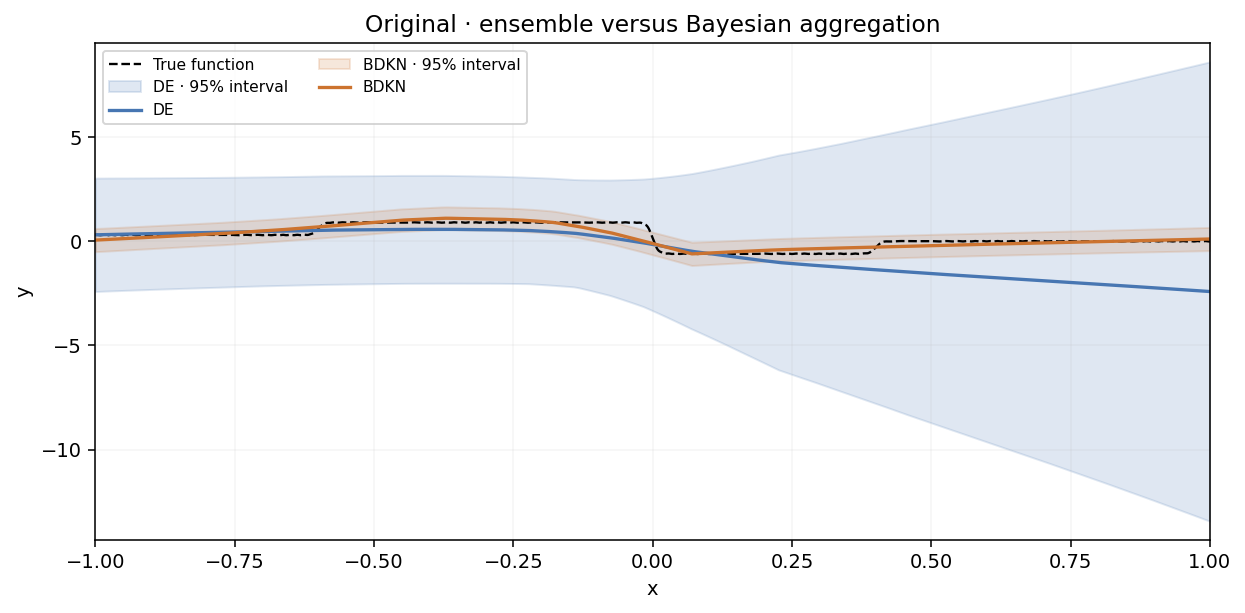 Original · ensemble versus Bayesian aggregation
True function
DE · 95% interval
DE
BDKN · 95% interval
BDKN
5
0
−5
−10
y
−1.00 −0.75 −0.50 −0.25 0.00 0.25 0.50 0.75 1.00
x